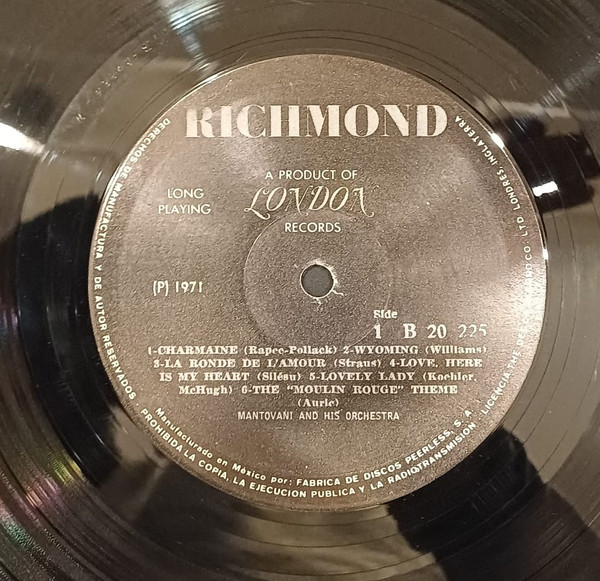 RICHMOND
A PRODUCT OF
LONDON
RECORDS
LONG
PLAYING
(P) 1971
Side
1 B 20 225
1-CHARMAINE (Rapee-Pollack) 2-WYOMING (Williams)
3-LA RONDE DE L'AMOUR (Straus) 4-LOVE, HERE
IS MY HEART (Silésu) 5-LOVELY LADY (Koehler,
McHugh) 6-THE "MOULIN ROUGE" THEME
(Auric)
MANTOVANI AND HIS ORCHESTRA
DERECHOS DE MANUFACTURA Y DE AUTOR RESERVADOS
PROHIBIDA LA COPIA, LA EJECUCION PUBLICA Y LA RADIOTRANSMISION · LICENCIA THE CO. LTD. LONDRES, INGLATERRA
Manufacturado en México por: FABRICA DE DISCOS PEERLESS, S. A.